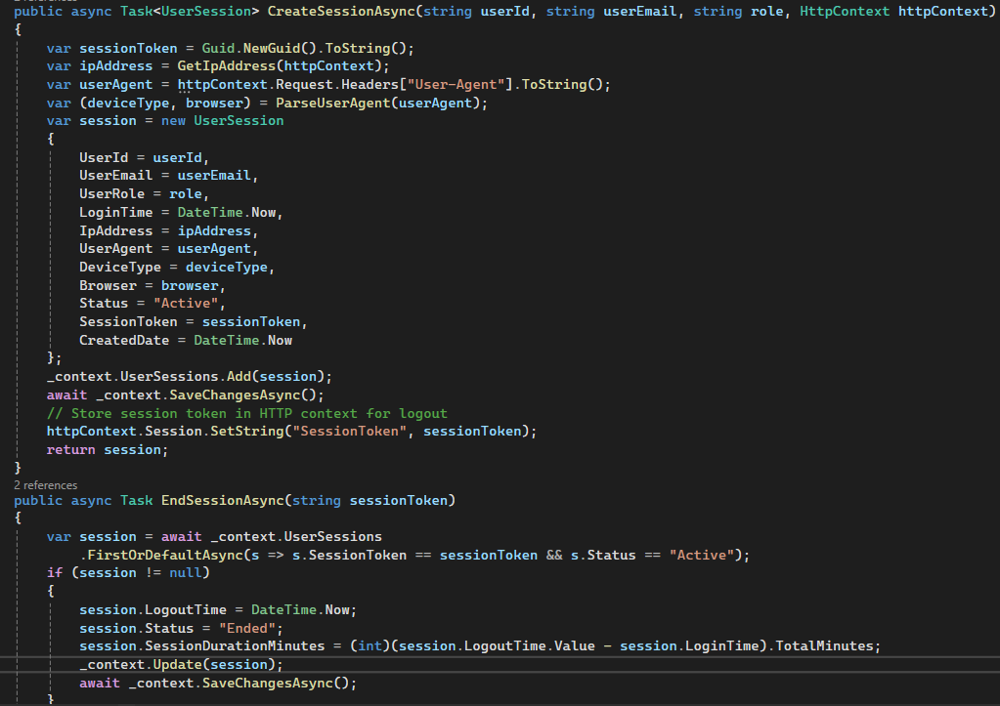 public async Task<UserSession> CreateSessionAsync(string userId, string userEmail, string role, HttpContext httpContext)
{
    var sessionToken = Guid.NewGuid().ToString();
    var ipAddress = GetIpAddress(httpContext);
    var userAgent = httpContext.Request.Headers["User-Agent"].ToString();
    var (deviceType, browser) = ParseUserAgent(userAgent);
    var session = new UserSession
    {
        UserId = userId,
        UserEmail = userEmail,
        UserRole = role,
        LoginTime = DateTime.Now,
        IpAddress = ipAddress,
        UserAgent = userAgent,
        DeviceType = deviceType,
        Browser = browser,
        Status = "Active",
        SessionToken = sessionToken,
        CreatedDate = DateTime.Now
    };
    _context.UserSessions.Add(session);
    await _context.SaveChangesAsync();
    // Store session token in HTTP context for logout
    httpContext.Session.SetString("SessionToken", sessionToken);
    return session;
}
2 references
public async Task EndSessionAsync(string sessionToken)
{
    var session = await _context.UserSessions
        .FirstOrDefaultAsync(s => s.SessionToken == sessionToken && s.Status == "Active");
    if (session != null)
    {
        session.LogoutTime = DateTime.Now;
        session.Status = "Ended";
        session.SessionDurationMinutes = (int)(session.LogoutTime.Value - session.LoginTime).TotalMinutes;
        _context.Update(session);
        await _context.SaveChangesAsync();
    }